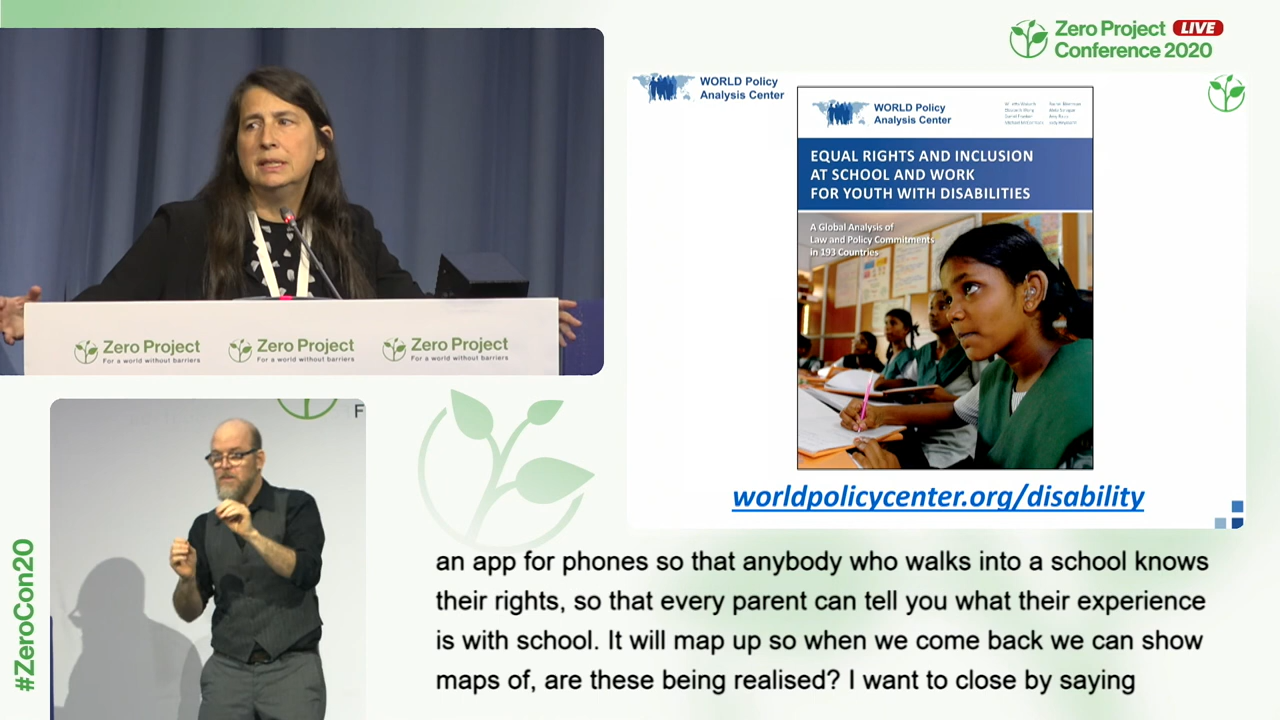 Zero Project LIVE
Conference 2020
WORLD Policy
Analysis Center
WORLD Policy
Analysis Center
EQUAL RIGHTS AND INCLUSION
AT SCHOOL AND WORK
FOR YOUTH WITH DISABILITIES
A Global Analysis of
Law and Policy Commitments
in 193 Countries
worldpolicycenter.org/disability
Zero Project
For a world without barriers
Zero Project
For a world without barriers
Zero Project
For a world without barriers
F
#ZeroCon20
an app for phones so that anybody who walks into a school knows
their rights, so that every parent can tell you what their experience
is with school. It will map up so when we come back we can show
maps of, are these being realised? I want to close by saying